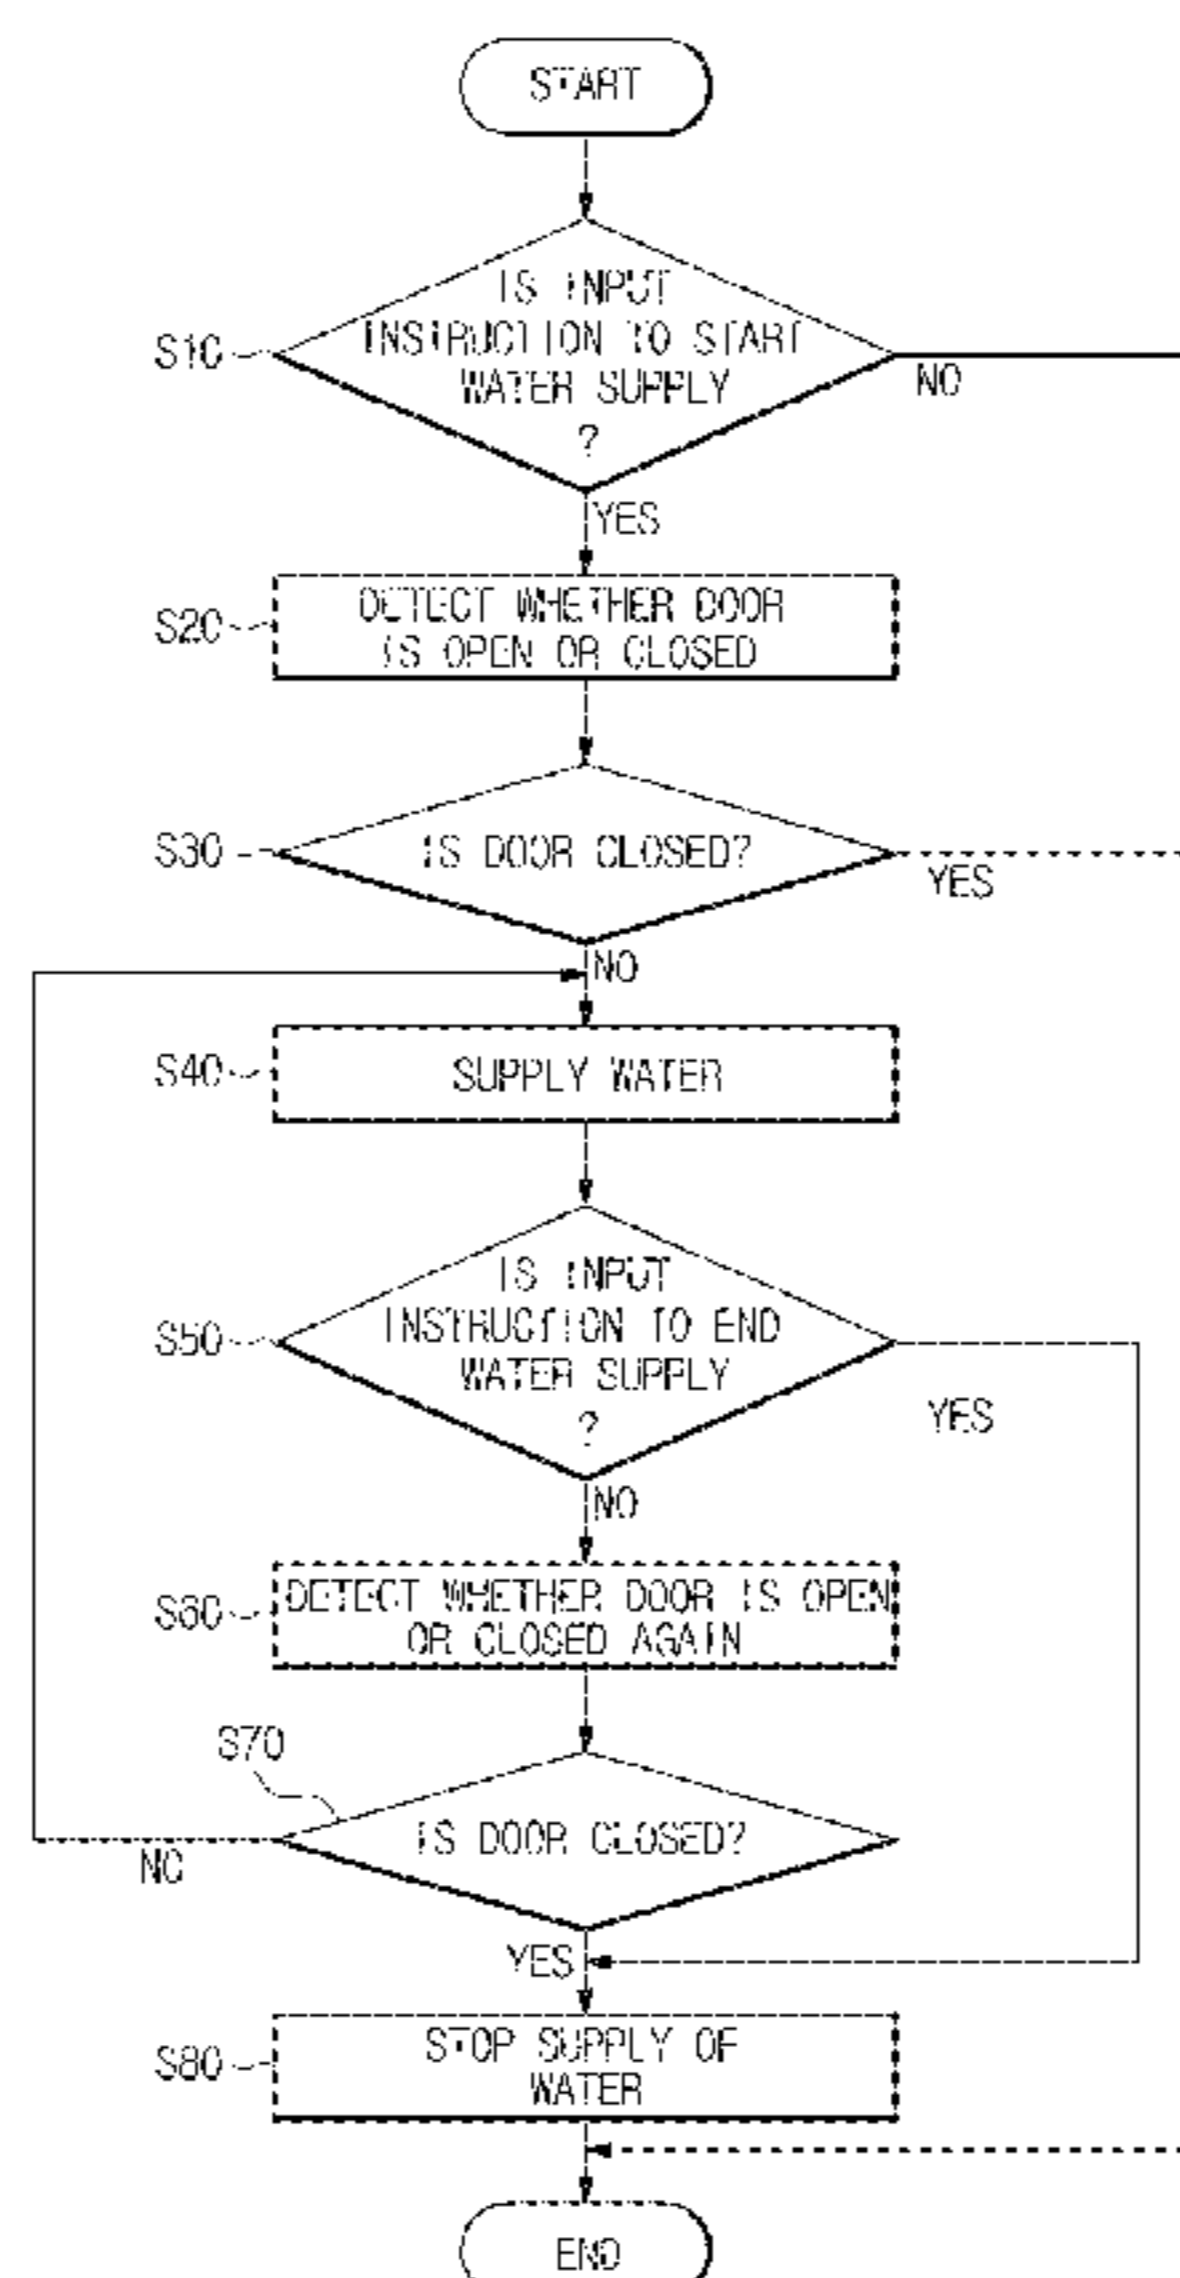 START
IS INPUT
INSTRUCTION TO START
WATER SUPPLY
?
S10
NO
YES
DETECT WHETHER DOOR
IS OPEN OR CLOSED
S20
S30
IS DOOR CLOSED?
YES
NO
S40
SUPPLY WATER
IS INPUT
INSTRUCTION TO END
WATER SUPPLY
?
S50
YES
NO
DETECT WHETHER DOOR IS OPEN
OR CLOSED AGAIN
S60
S70
IS DOOR CLOSED?
NO
YES
STOP SUPPLY OF
WATER
S80
END